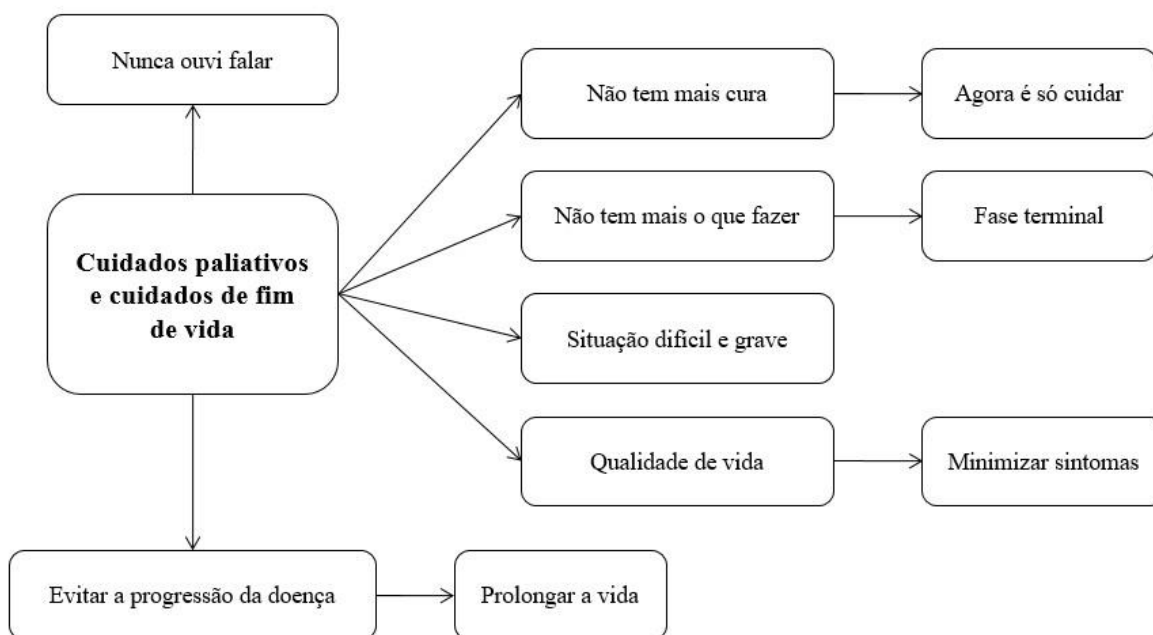 Nunca ouvi falar
Não tem mais cura
Agora é só cuidar
Não tem mais o que fazer
Fase terminal
Cuidados paliativos
e cuidados de fim
de vida
Situação difícil e grave
Qualidade de vida
Minimizar sintomas
Evitar a progressão da doença
Prolongar a vida